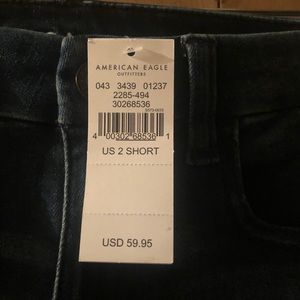 AMERICAN EAGLE
OUTFITTERS
043 3439 01237
2285-494
30268536
4 00302 68536 1
US 2 SHORT
USD 59.95